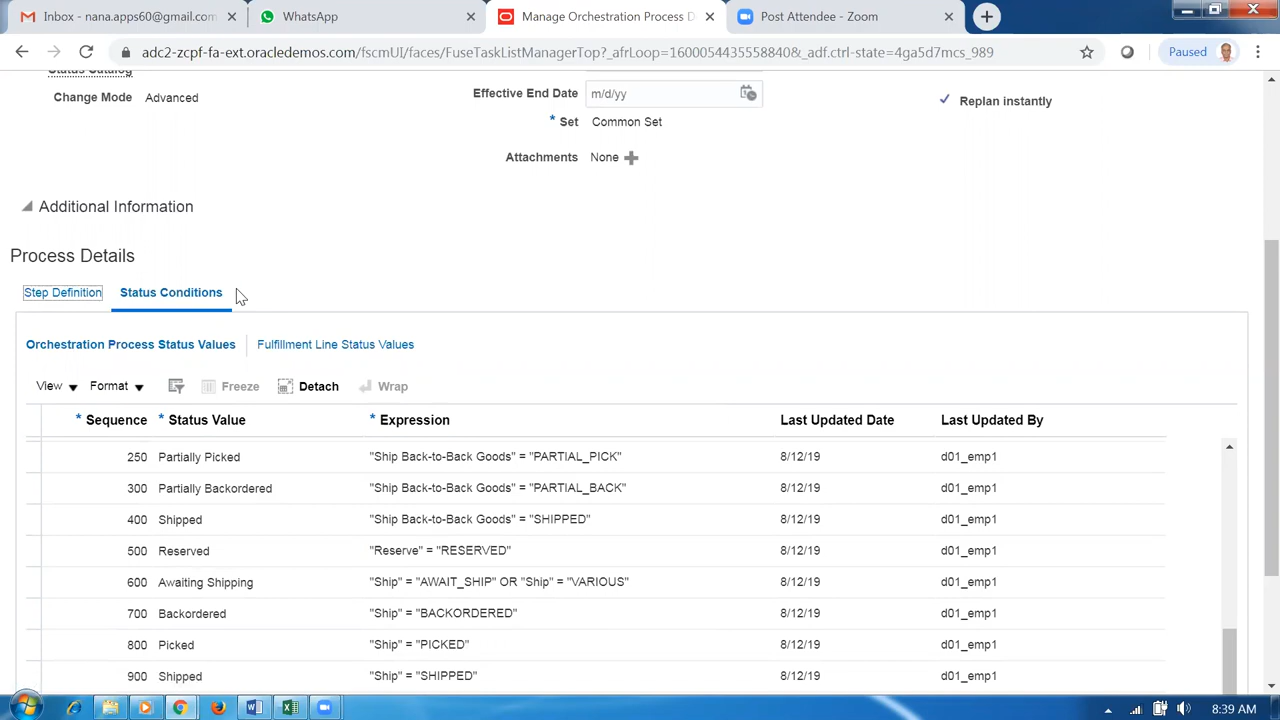 Inbox - nana.apps60@gmail.com
WhatsApp
Manage Orchestration Process D
Post Attendee - Zoom
adc2-zcpf-fa-ext.oracledemos.com/fscmUI/faces/FuseTaskListManagerTop?_afrLoop=1600054435558840&_adf.ctrl-state=4ga5d7mcs_989
Paused
Status Catalog
Change Mode Advanced
Effective End Date m/d/yy
Replan instantly
* Set Common Set
Attachments None
Additional Information
Process Details
Step Definition Status Conditions
Orchestration Process Status Values Fulfillment Line Status Values
View Format Freeze Detach Wrap
* Sequence * Status Value * Expression Last Updated Date Last Updated By
250 Partially Picked "Ship Back-to-Back Goods" = "PARTIAL_PICK" 8/12/19 d01_emp1
300 Partially Backordered "Ship Back-to-Back Goods" = "PARTIAL_BACK" 8/12/19 d01_emp1
400 Shipped "Ship Back-to-Back Goods" = "SHIPPED" 8/12/19 d01_emp1
500 Reserved "Reserve" = "RESERVED" 8/12/19 d01_emp1
600 Awaiting Shipping "Ship" = "AWAIT_SHIP" OR "Ship" = "VARIOUS" 8/12/19 d01_emp1
700 Backordered "Ship" = "BACKORDERED" 8/12/19 d01_emp1
800 Picked "Ship" = "PICKED" 8/12/19 d01_emp1
900 Shipped "Ship" = "SHIPPED" 8/12/19 d01_emp1
8:39 AM